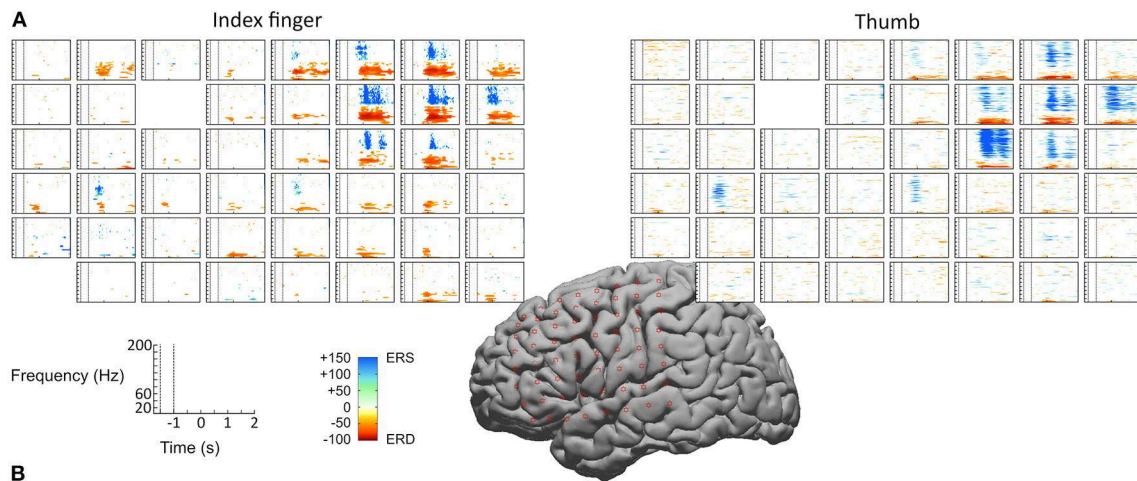 A
Index finger
Thumb
200
60
20
Frequency (Hz)
-1 0 1 2
Time (s)
+150
+100
+50
0
-50
-100
ERS
ERD
B